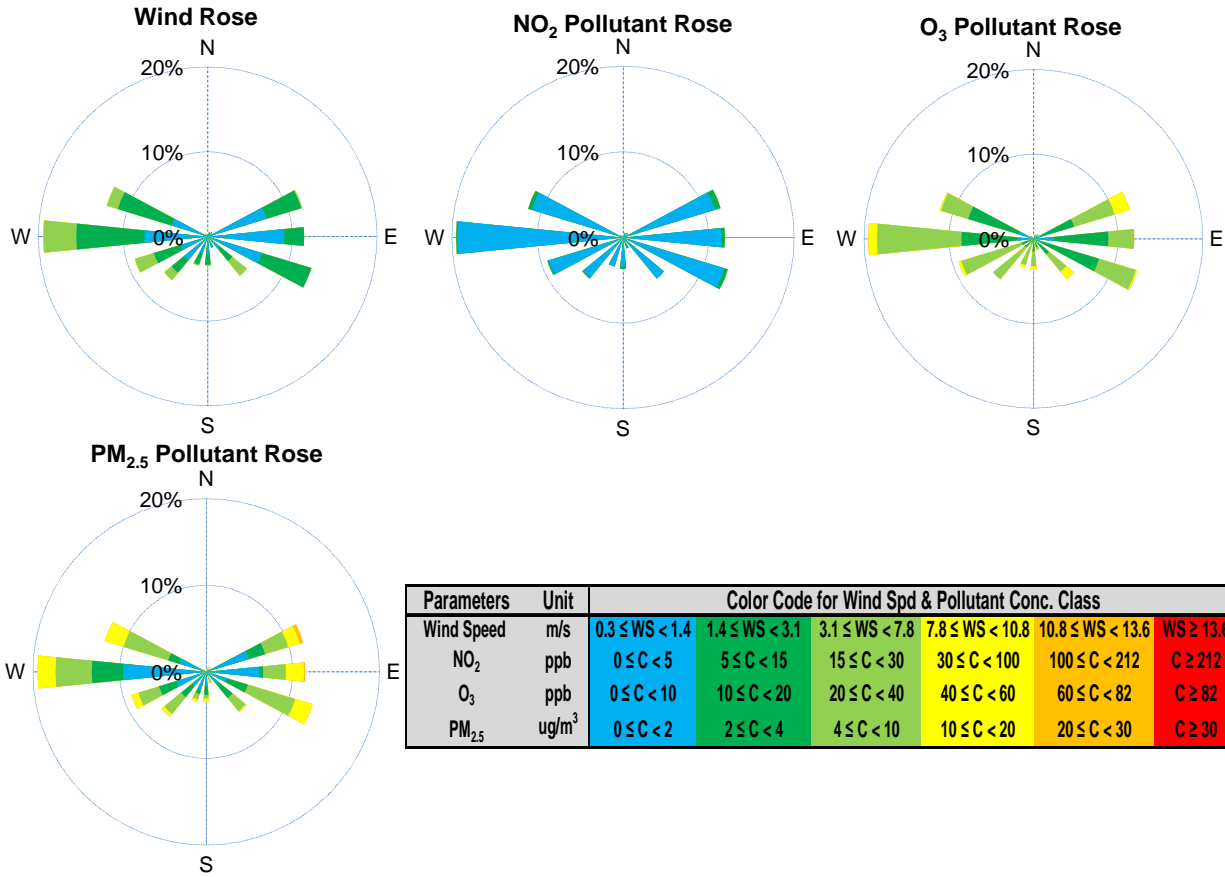 Wind Rose
N
20%
10%
0%
W
E
S
NO2 Pollutant Rose
N
20%
10%
0%
W
E
S
O3 Pollutant Rose
N
20%
10%
0%
W
E
S
PM2.5 Pollutant Rose
N
20%
10%
0%
W
E
S
Parameters Unit Color Code for Wind Spd & Pollutant Conc. Class
Wind Speed m/s 0.3 ≤ WS < 1.4 1.4 ≤ WS < 3.1 3.1 ≤ WS < 7.8 7.8 ≤ WS < 10.8 10.8 ≤ WS < 13.6 WS ≥ 13.6
NO2 ppb 0 ≤ C < 5 5 ≤ C < 15 15 ≤ C < 30 30 ≤ C < 100 100 ≤ C < 212 C ≥ 212
O3 ppb 0 ≤ C < 10 10 ≤ C < 20 20 ≤ C < 40 40 ≤ C < 60 60 ≤ C < 82 C ≥ 82
PM2.5 ug/m3 0 ≤ C < 2 2 ≤ C < 4 4 ≤ C < 10 10 ≤ C < 20 20 ≤ C < 30 C ≥ 30